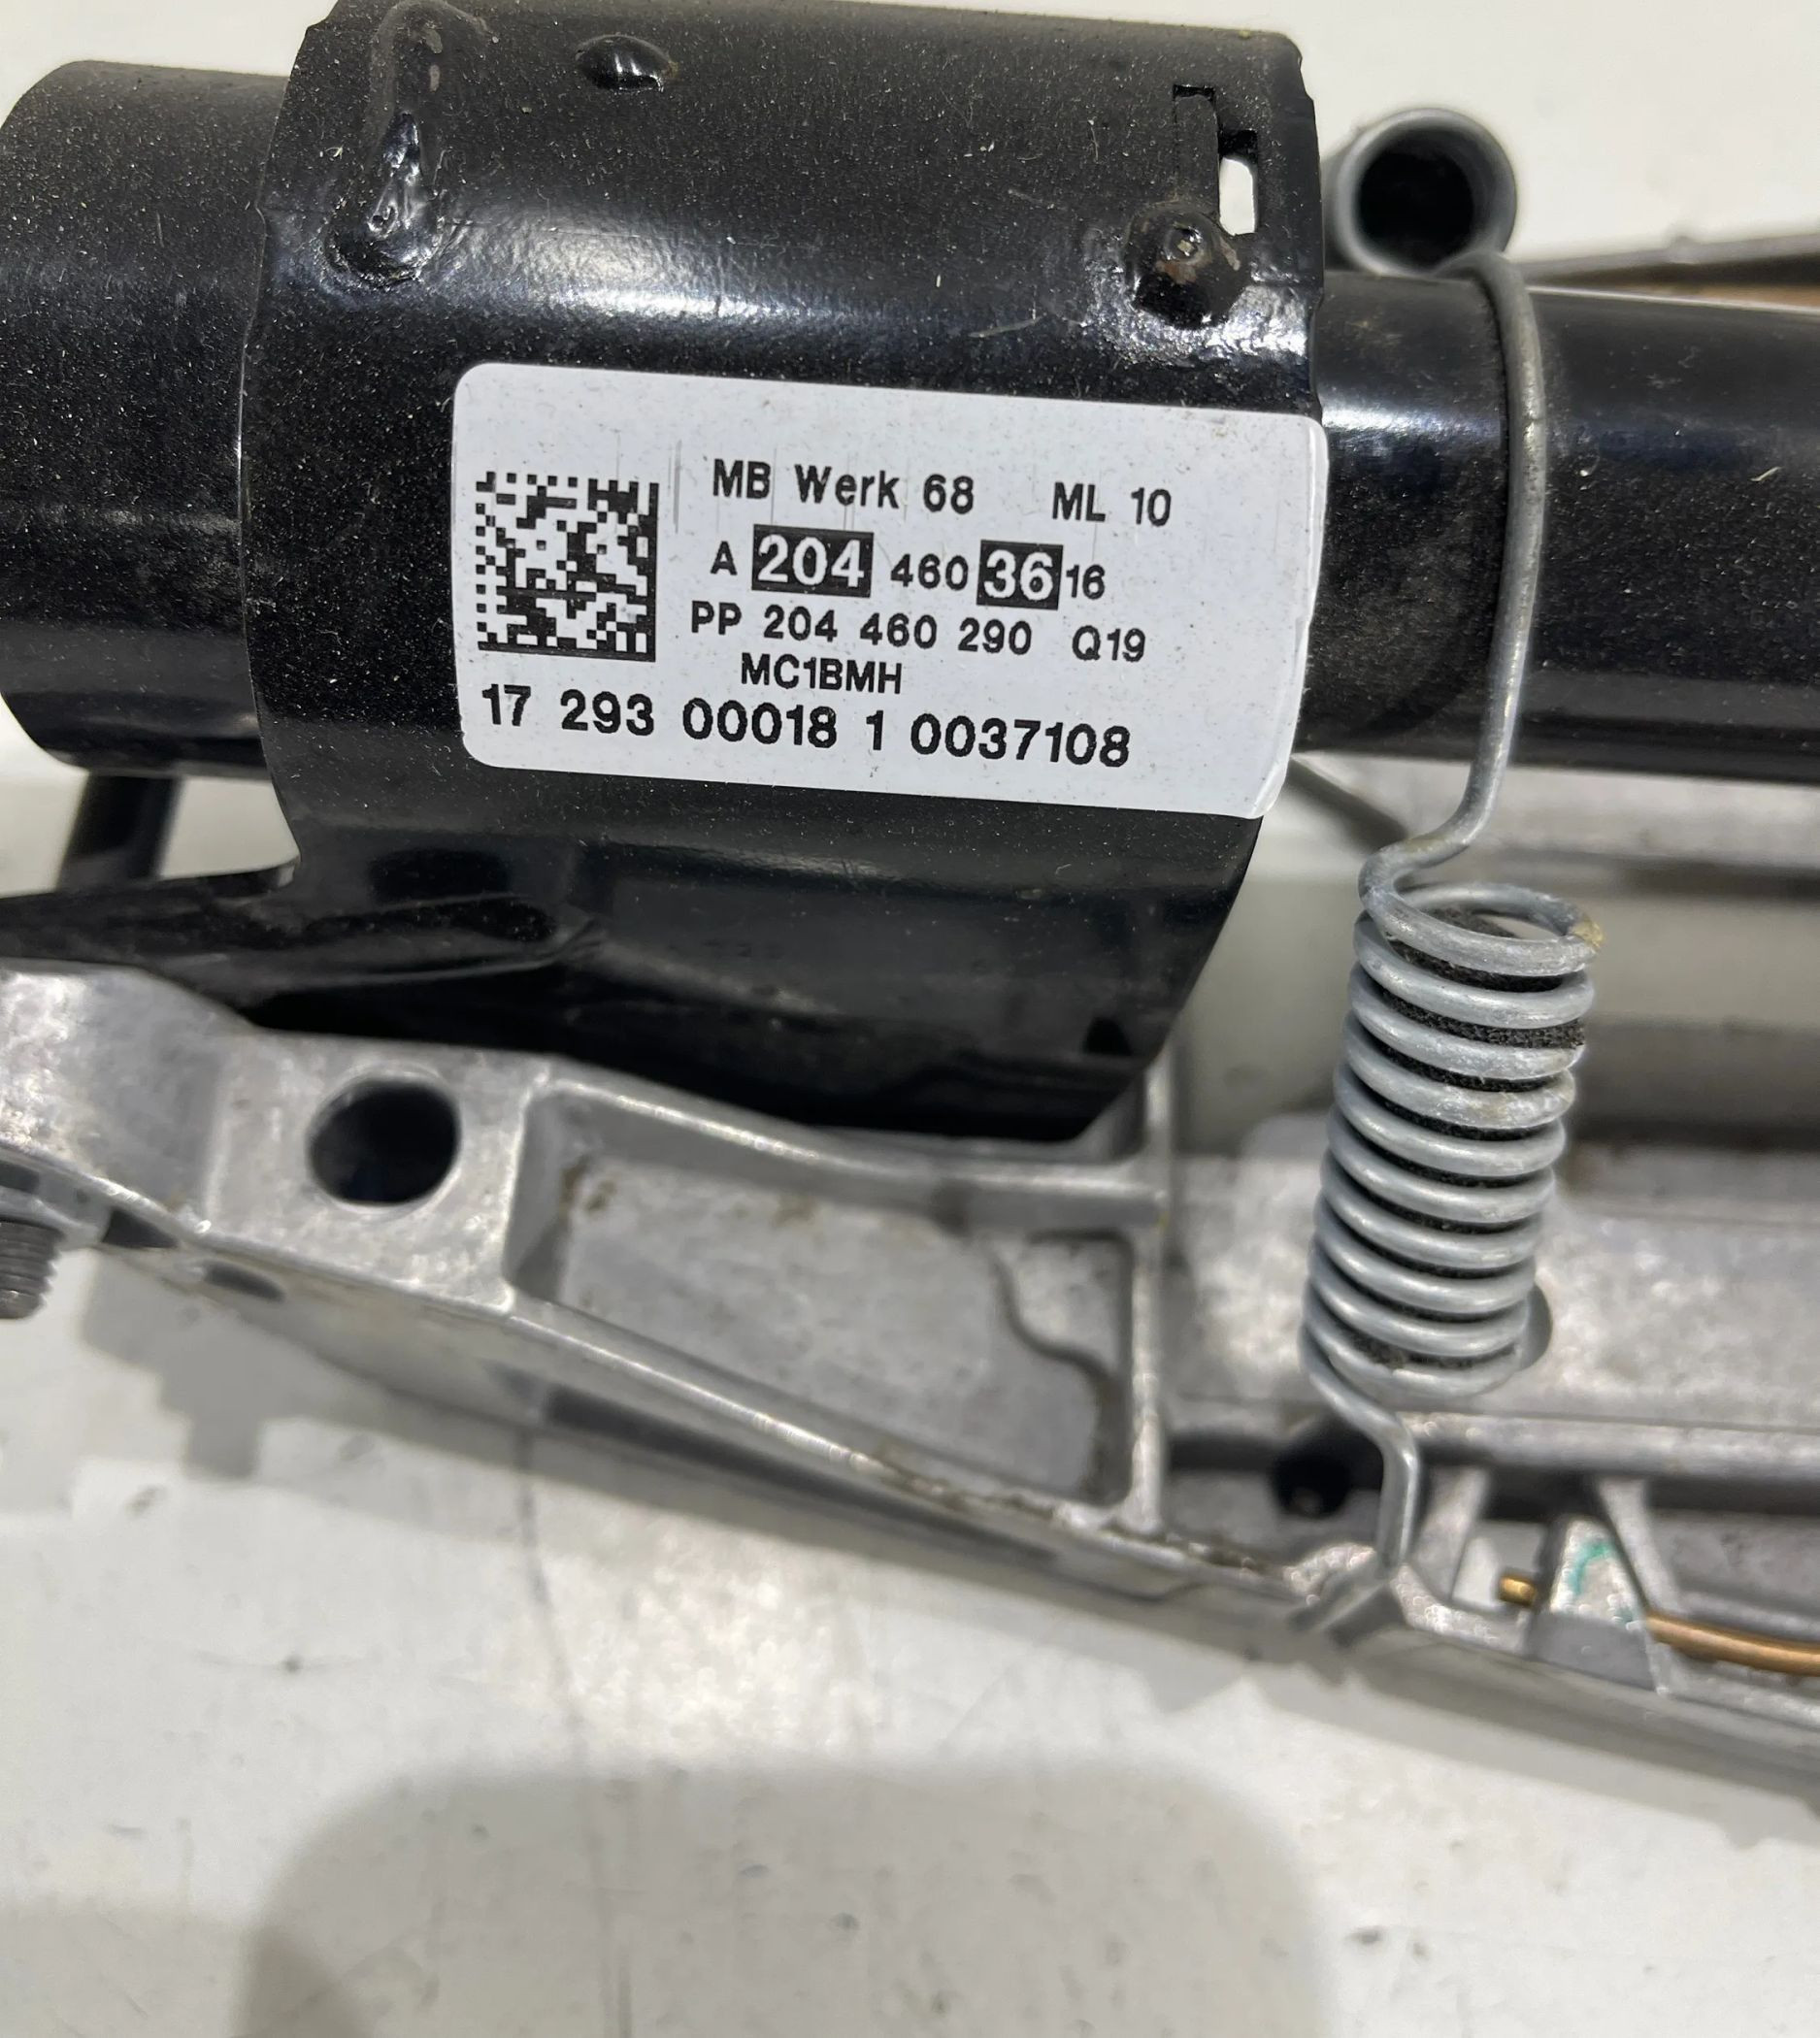 MB Werk 68 ML 10
A 204 460 36 16
PP 204 460 290 Q19
MC1BMH
17 293 00018 1 0037108